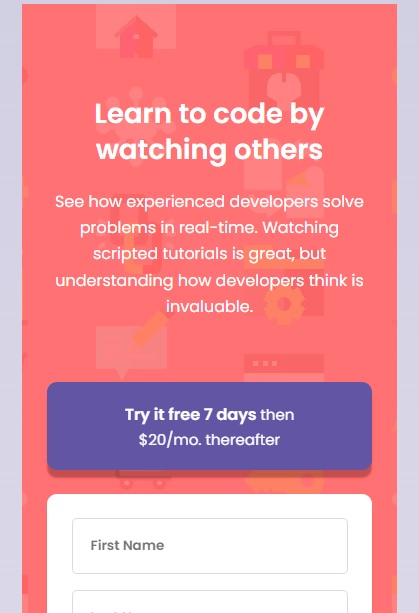 Learn to code by
watching others
See how experienced developers solve
problems in real-time. Watching
scripted tutorials is great, but
understanding how developers think is
invaluable.
Try it free 7 days then
$20/mo. thereafter
First Name